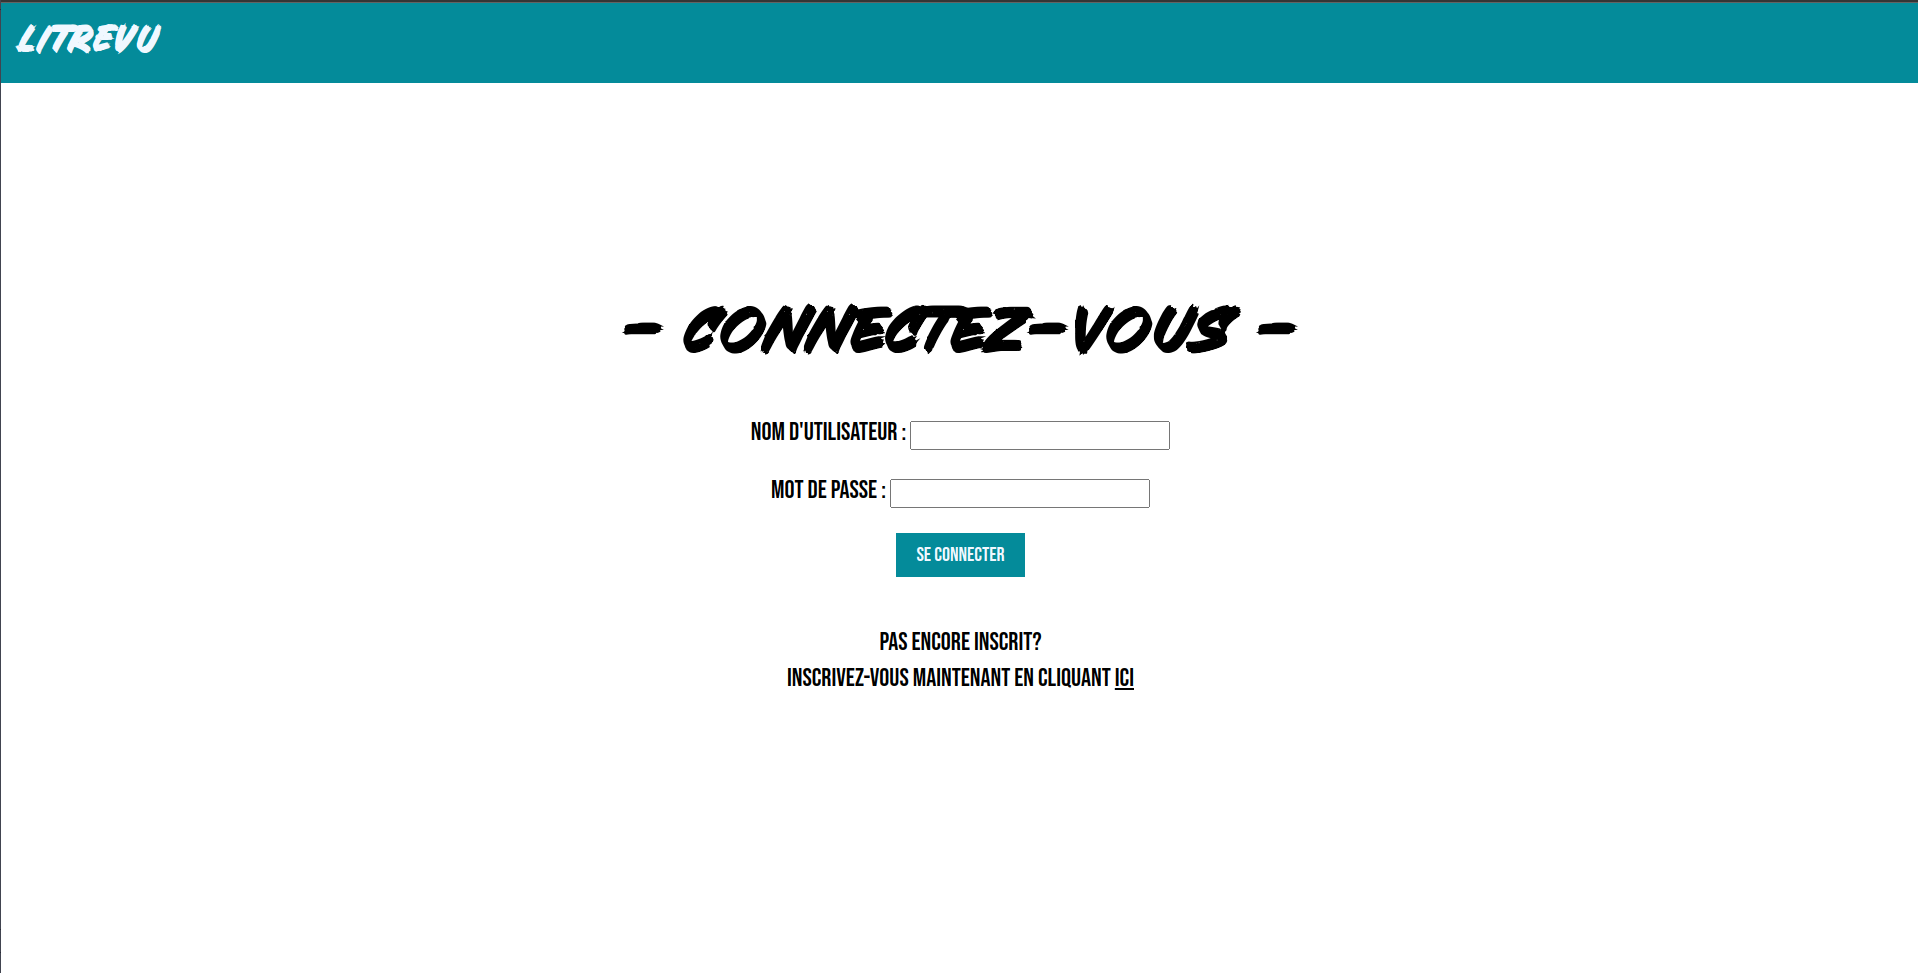 LITREVU
- CONNECTEZ-VOUS -
NOM D'UTILISATEUR :
MOT DE PASSE :
SE CONNECTER
PAS ENCORE INSCRIT?
INSCRIVEZ-VOUS MAINTENANT EN CLIQUANT ICI